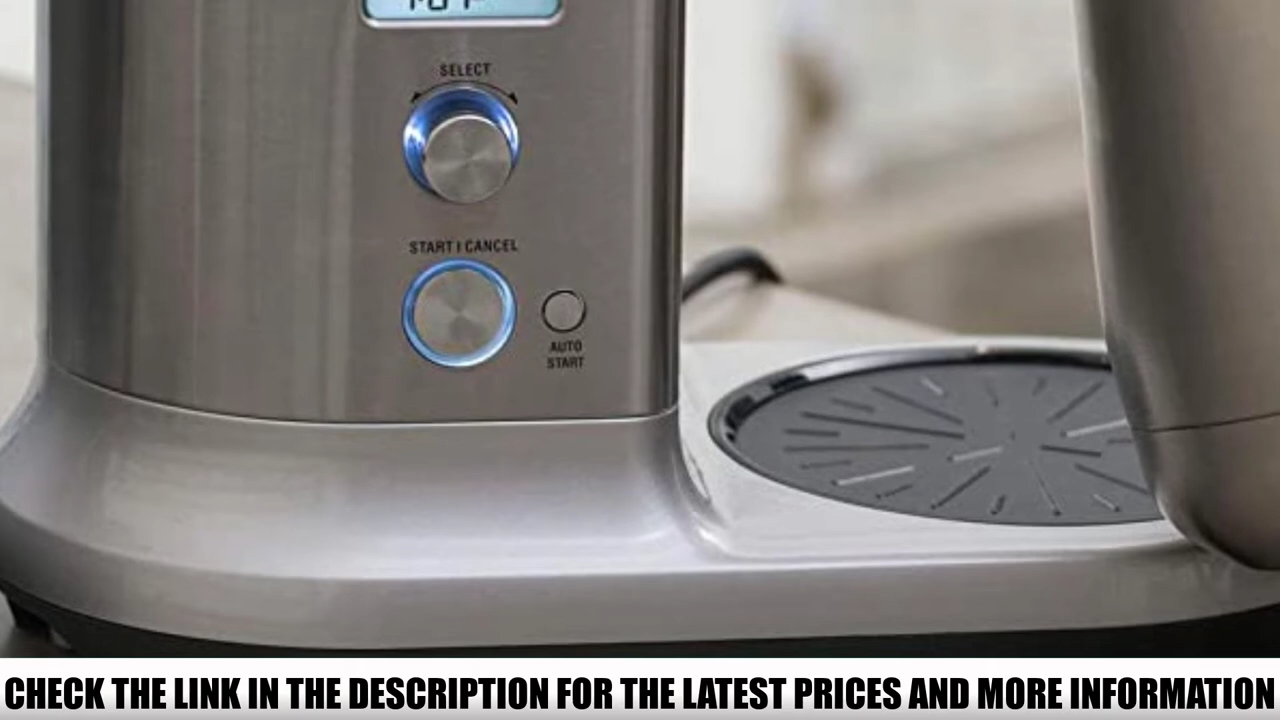 SELECT
START | CANCEL
AUTO
START
CHECK THE LINK IN THE DESCRIPTION FOR THE LATEST PRICES AND MORE INFORMATION